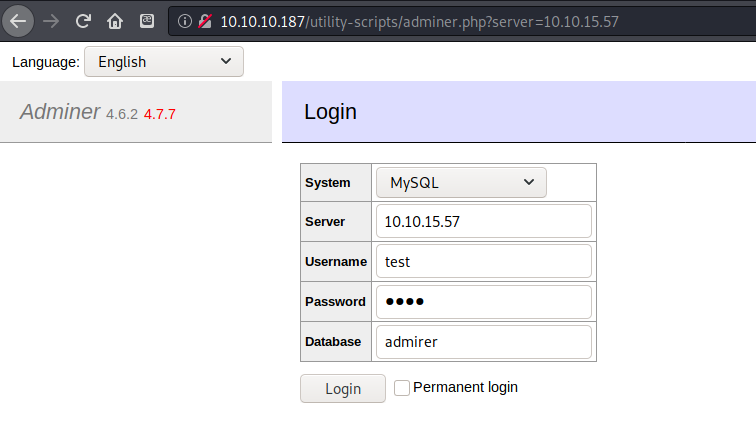 10.10.10.187/utility-scripts/adminer.php?server=10.10.15.57
Language: English
Adminer 4.6.2 4.7.7
Login
System MySQL
Server 10.10.15.57
Username test
Password ●●●●
Database admirer
Login Permanent login